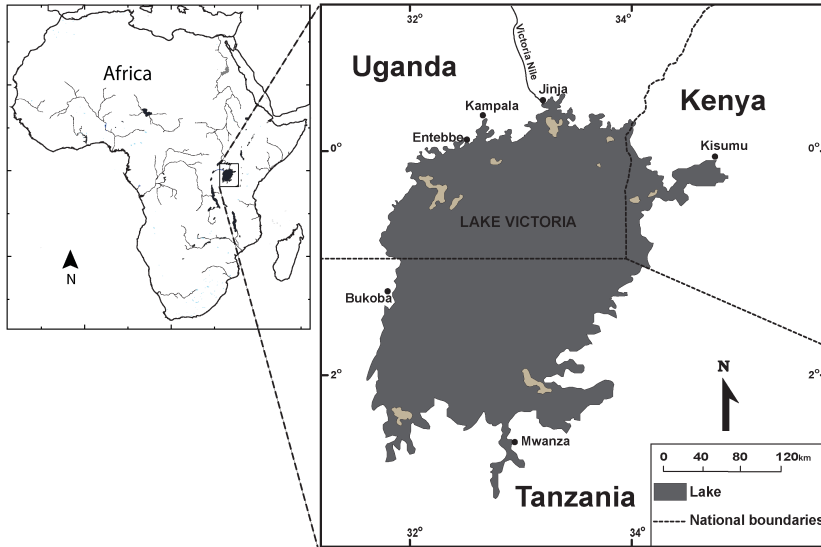 Africa
N
32°
34°
Uganda
Victoria Nile
Jinja
Kampala
Kenya
Entebbe
Kisumu
0°
0°
LAKE VICTORIA
Bukoba
2°
2°
N
Mwanza
Tanzania
0 40 80 120km
Lake
National boundaries
32°
34°